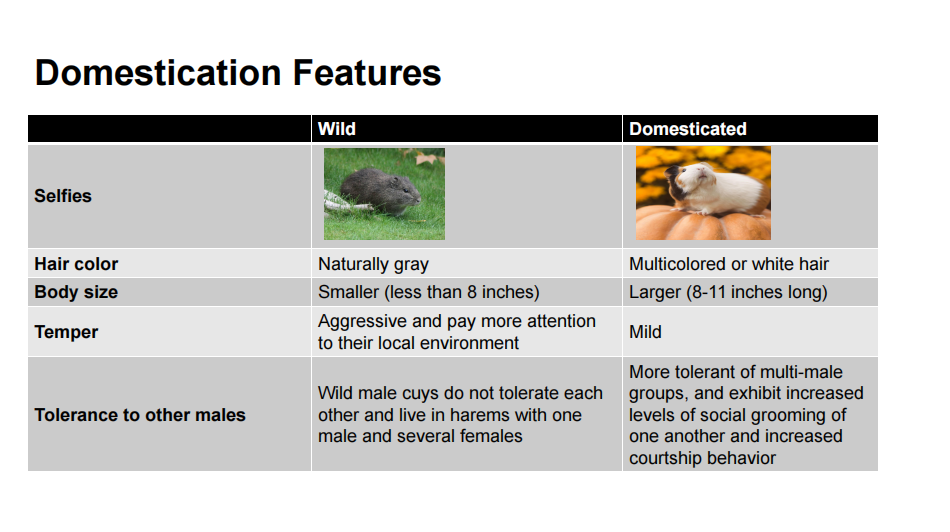 Domestication Features
Wild
Domesticated
Selfies
Hair color
Naturally gray
Multicolored or white hair
Body size
Smaller (less than 8 inches)
Larger (8-11 inches long)
Temper
Aggressive and pay more attention
to their local environment
Mild
Tolerance to other males
Wild male cuys do not tolerate each
other and live in harems with one
male and several females
More tolerant of multi-male
groups, and exhibit increased
levels of social grooming of
one another and increased
courtship behavior